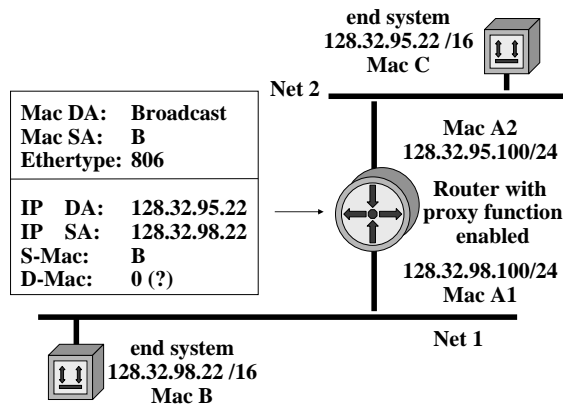 end system
128.32.95.22 /16
Mac C
Net 2
Mac DA: Broadcast
Mac SA: B
Ethertype: 806
IP DA: 128.32.95.22
IP SA: 128.32.98.22
S-Mac: B
D-Mac: 0 (?)
Mac A2
128.32.95.100/24
Router with
proxy function
enabled
128.32.98.100/24
Mac A1
Net 1
end system
128.32.98.22 /16
Mac B